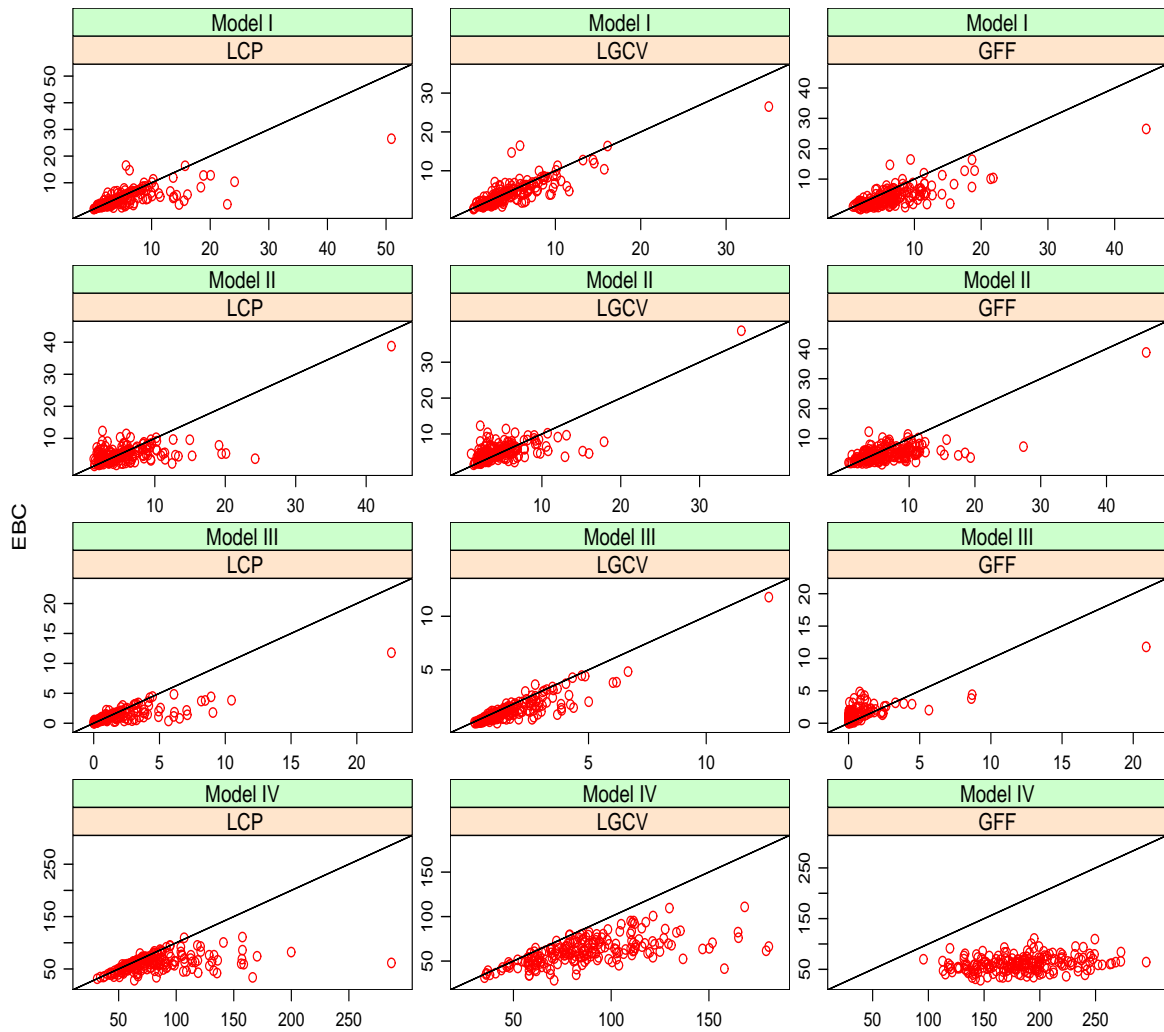 Model I Model I Model I
LCP LGCV GFF
10 20 30 40 50
10 20 30
10 20 30 40
10 20 30 40 50
10 20 30
10 20 30 40
Model II Model II Model II
LCP LGCV GFF
10 20 30 40
10 20 30
10 20 30 40
10 20 30 40
10 20 30
10 20 30 40
EBC
Model III Model III Model III
LCP LGCV GFF
0 5 10 15 20
5 10
0 5 10 15 20
0 5 10 15 20
5 10
0 5 10 15 20
Model IV Model IV Model IV
LCP LGCV GFF
50 150 250
50 100 150
50 150 250
50 100 150 200 250
50 100 150
50 100 150 200 250